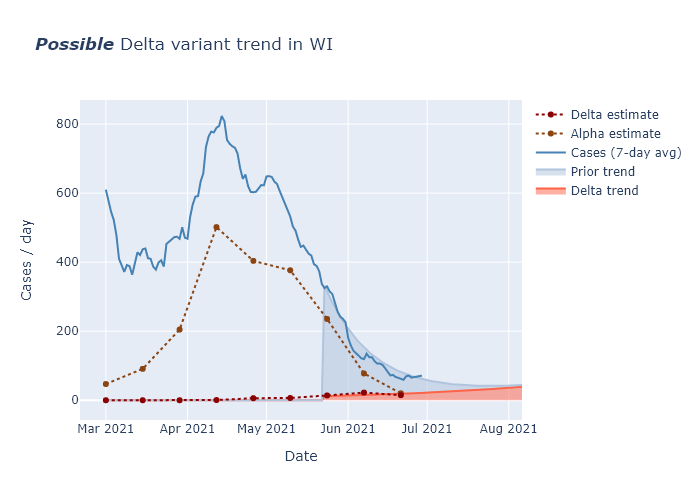 Possible Delta variant trend in WI
Delta estimate
Alpha estimate
Cases (7-day avg)
Prior trend
Delta trend
Cases / day
800
600
400
200
0
Mar 2021
Apr 2021
May 2021
Jun 2021
Jul 2021
Aug 2021
Date